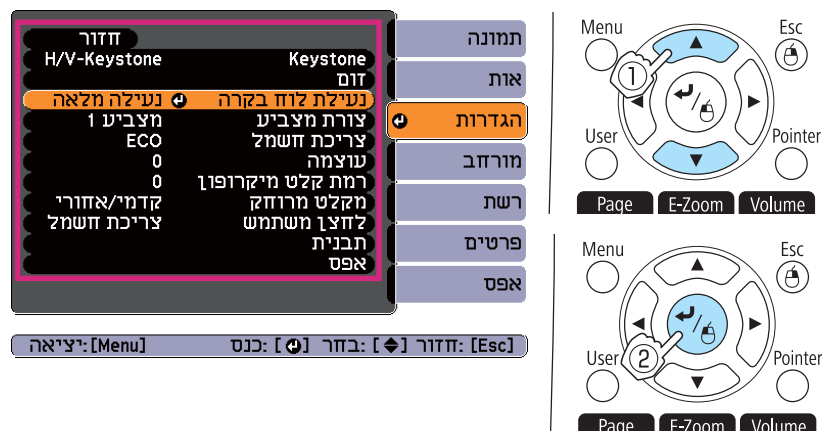 תמונה
אות
הגדרות
מורחב
רשת
פרטים
אפס
חזור
Keystone H/V-Keystone
זום
נעילת לוח בקרה נעילה מלאה
צורת מצביע מצביע 1
צריכת חשמל ECO
עוצמה 0
רמת קלט מיקרופון 0
מקלט מרוחק קדמי/אחורי
לחצן משתמש צריכת חשמל
תבנית
אפס
[Esc] :חזור [ ] :בחר [ ] :כנס [Menu]:יציאה
Menu
Esc
1
User
Pointer
Page
E-Zoom
Volume
Menu
Esc
User
2
Pointer
Page
E-Zoom
Volume